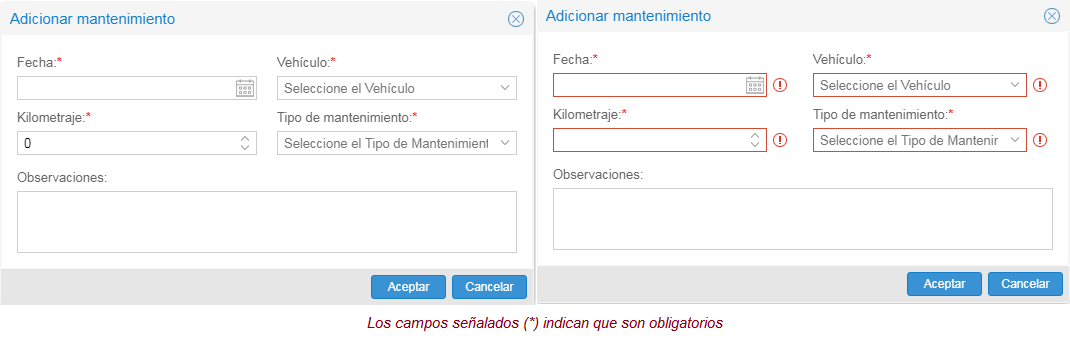 Adicionar mantenimiento
Fecha:*
Vehículo:*
Seleccione el Vehículo
Kilometraje:*
Tipo de mantenimiento:*
0
Seleccione el Tipo de Mantenimient
Observaciones:
Aceptar
Cancelar
Adicionar mantenimiento
Fecha:*
Vehículo:*
Seleccione el Vehículo
Kilometraje:*
Tipo de mantenimiento:*
Seleccione el Tipo de Mantenir
Observaciones:
Aceptar
Cancelar
Los campos señalados (*) indican que son obligatorios